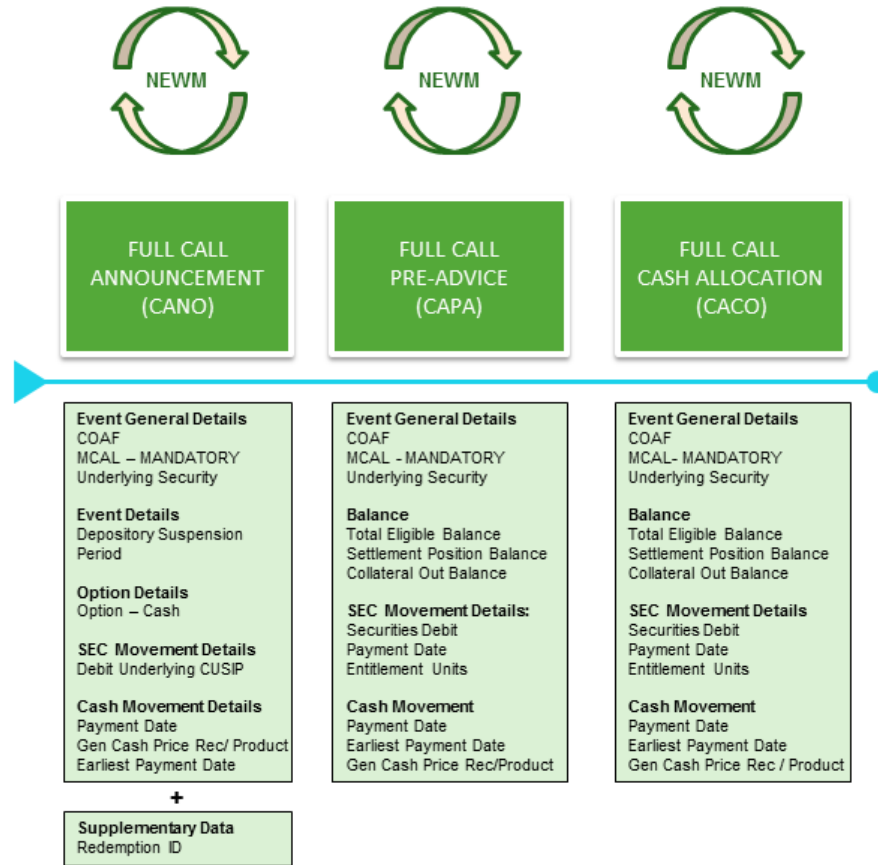 NEWM
NEWM
NEWM
FULL CALL
ANNOUNCEMENT
(CANO)
FULL CALL
PRE-ADVICE
(CAPA)
FULL CALL
CASH ALLOCATION
(CACO)
Event General Details
COAF
MCAL – MANDATORY
Underlying Security
Event Details
Depository Suspension
Period
Option Details
Option – Cash
SEC Movement Details
Debit Underlying CUSIP
Cash Movement Details
Payment Date
Gen Cash Price Rec/ Product
Earliest Payment Date
+
Supplementary Data
Redemption ID
Event General Details
COAF
MCAL - MANDATORY
Underlying Security
Balance
Total Eligible Balance
Settlement Position Balance
Collateral Out Balance
SEC Movement Details:
Securities Debit
Payment Date
Entitlement Units
Cash Movement
Payment Date
Earliest Payment Date
Gen Cash Price Rec/Product
Event General Details
COAF
MCAL- MANDATORY
Underlying Security
Balance
Total Eligible Balance
Settlement Position Balance
Collateral Out Balance
SEC Movement Details
Securities Debit
Payment Date
Entitlement Units
Cash Movement
Payment Date
Earliest Payment Date
Gen Cash Price Rec / Product